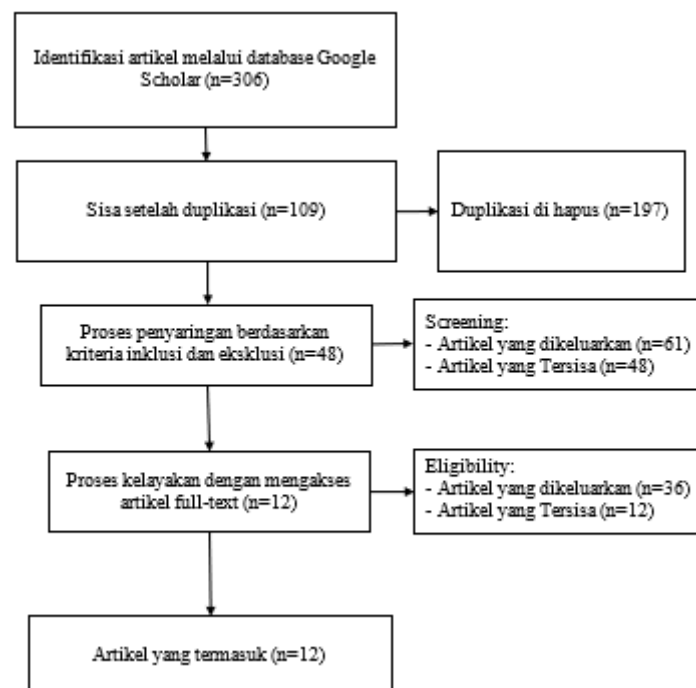 Identifikasi artikel melalui database Google
Scholar (n=306)
Sisa setelah duplikasi (n=109)
Duplikasi di hapus (n=197)
Proses penyaringan berdasarkan
kriteria inklusi dan eksklusi (n=48)
Screening:
- Artikel yang dikeluarkan (n=61)
- Artikel yang Tersisa (n=48)
Proses kelayakan dengan mengakses
artikel full-text (n=12)
Eligibility:
- Artikel yang dikeluarkan (n=36)
- Artikel yang Tersisa (n=12)
Artikel yang termasuk (n=12)